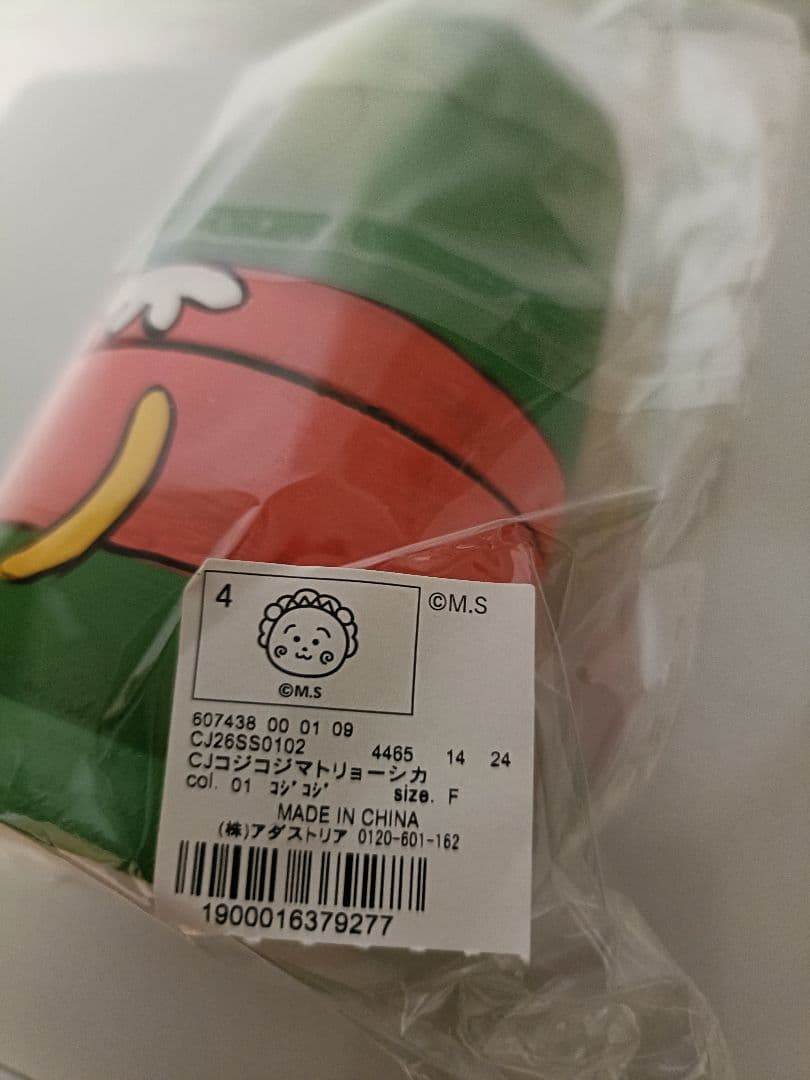 4
©M.S
©M.S
607438 00 01 09
CJ26SS0102 4465 14 24
CJコジコジマトリョーシカ
col. 01 ｺｼﾞｺｼﾞ size. F
MADE IN CHINA
(株)アダストリア 0120-601-162
1900016379277